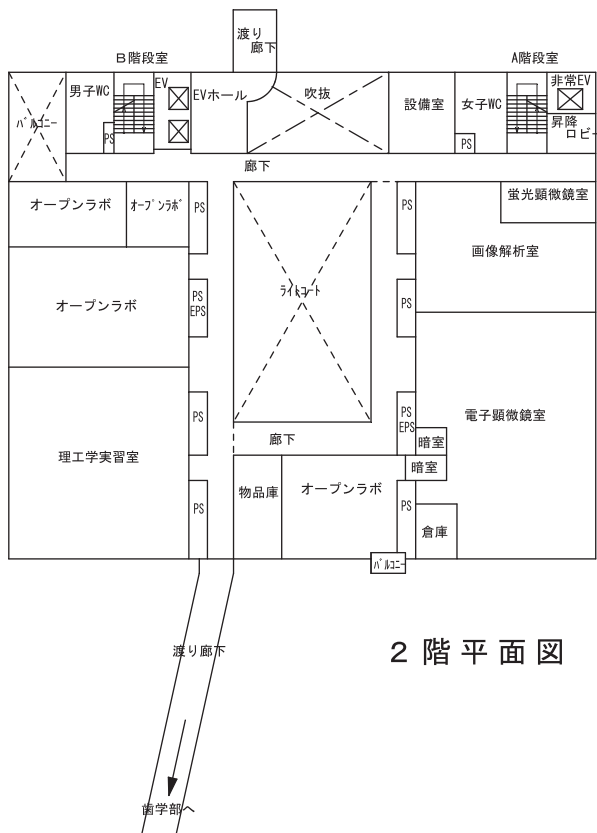 渡り
廊下
B階段室
A階段室
男子WC
EV
EVホール
吹抜
設備室
女子WC
非常EV
バルコニー
PS
PS
昇降
ロビー
廊下
オープンラボ
オープンラボ
PS
PS
蛍光顕微鏡室
画像解析室
オープンラボ
PS
EPS
ライトコート
PS
理工学実習室
PS
廊下
PS
EPS
電子顕微鏡室
暗室
暗室
物品庫
オープンラボ
PS
PS
倉庫
バルコニー
渡り廊下
2階平面図
歯学部へ